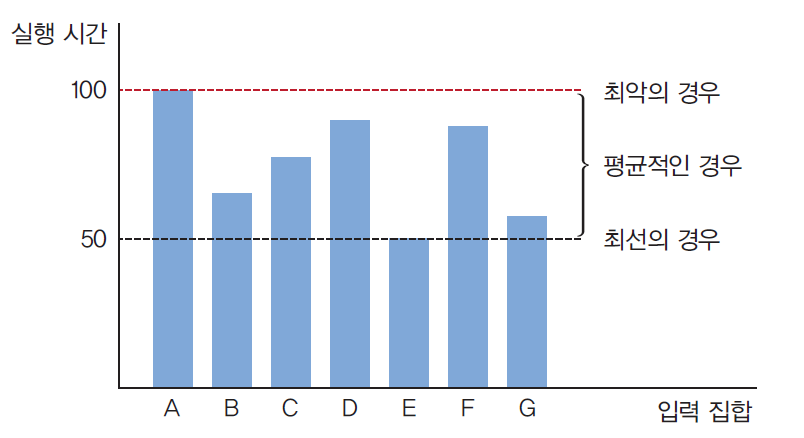 실행 시간
100
최악의 경우
평균적인 경우
50
최선의 경우
A B C D E F G
입력 집합